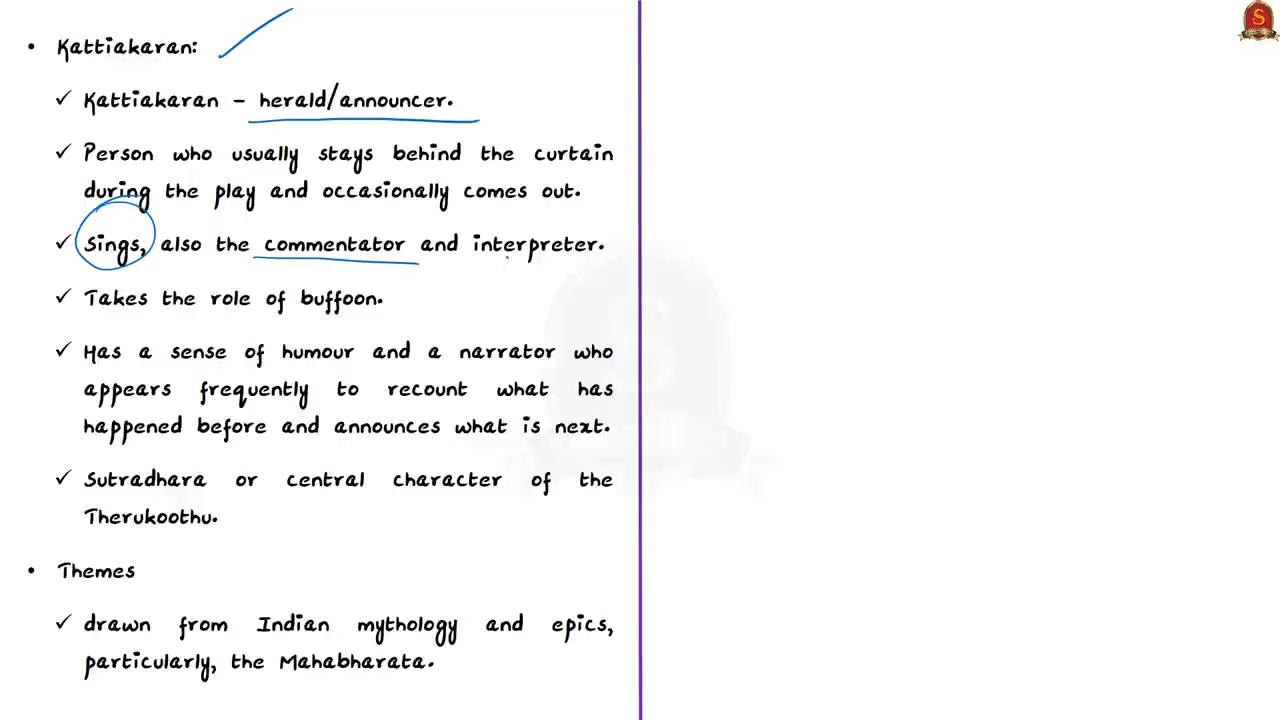 • Kattiakaran:
✓ Kattiakaran – herald/announcer.
✓ Person who usually stays behind the curtain
during the play and occasionally comes out.
✓ Sings, also the commentator and interpreter.
✓ Takes the role of buffoon.
✓ Has a sense of humour and a narrator who
appears frequently to recount what has
happened before and announces what is next.
✓ Sutradhara or central character of the
Therukoothu.
• Themes
✓ drawn from Indian mythology and epics,
particularly, the Mahabharata.
S